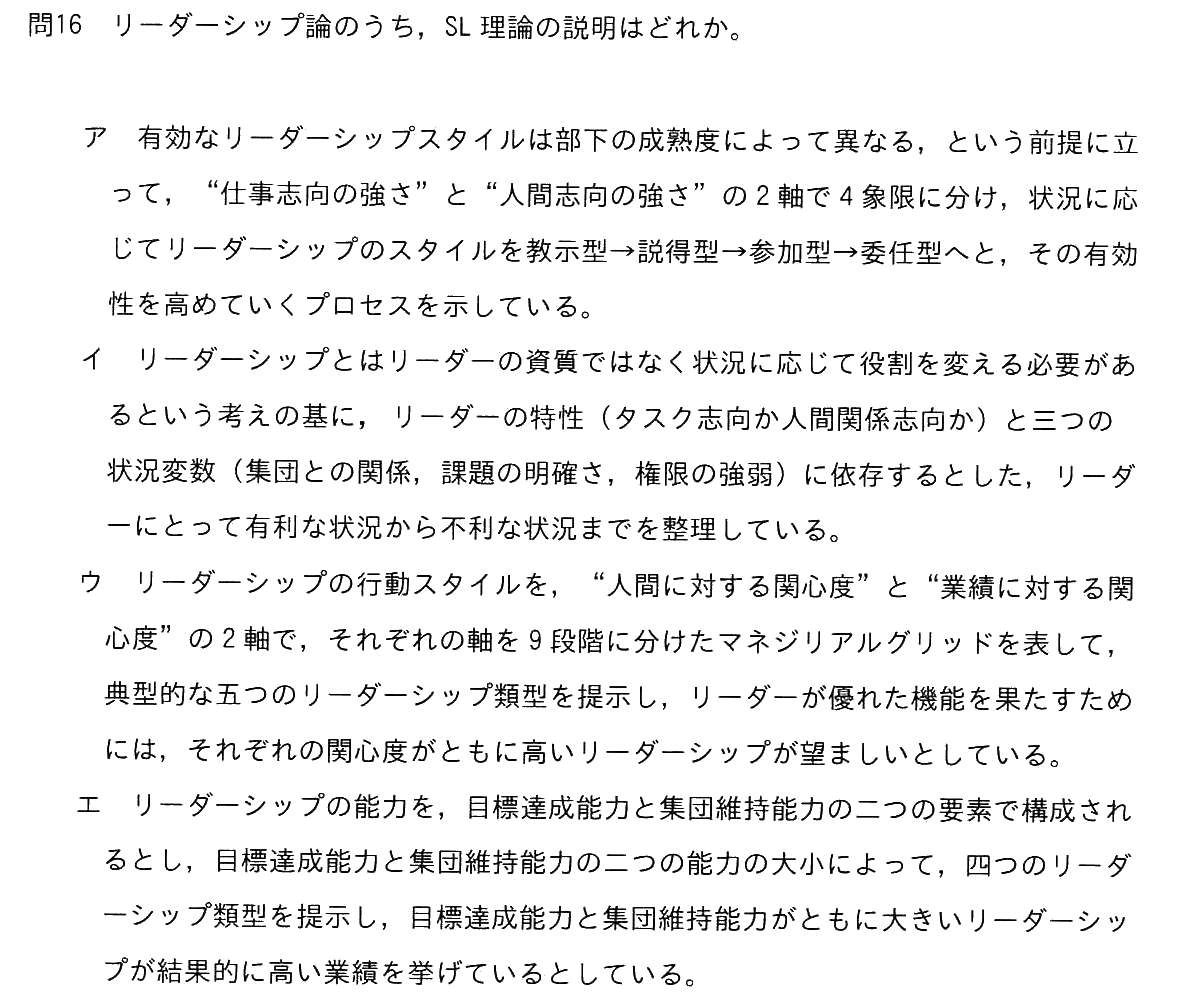 問16　リーダーシップ論のうち，SL 理論の説明はどれか。
ア　有効なリーダーシップスタイルは部下の成熟度によって異なる，という前提に立
って，“仕事志向の強さ”と“人間志向の強さ”の2軸で4象限に分け，状況に応
じてリーダーシップのスタイルを教示型→説得型→参加型→委任型へと，その有効
性を高めていくプロセスを示している。
イ　リーダーシップとはリーダーの資質ではなく状況に応じて役割を変える必要があ
るという考えの基に，リーダーの特性（タスク志向か人間関係志向か）と三つの
状況変数（集団との関係，課題の明確さ，権限の強弱）に依存するとした，リーダ
ーにとって有利な状況から不利な状況までを整理している。
ウ　リーダーシップの行動スタイルを，“人間に対する関心度”と“業績に対する関
心度”の2軸で，それぞれの軸を9段階に分けたマネジリアルグリッドを表して，
典型的な五つのリーダーシップ類型を提示し，リーダーが優れた機能を果たすため
には，それぞれの関心度がともに高いリーダーシップが望ましいとしている。
エ　リーダーシップの能力を，目標達成能力と集団維持能力の二つの要素で構成され
るとし，目標達成能力と集団維持能力の二つの能力の大小によって，四つのリーダ
ーシップ類型を提示し，目標達成能力と集団維持能力がともに大きいリーダーシッ
プが結果的に高い業績を挙げているとしている。